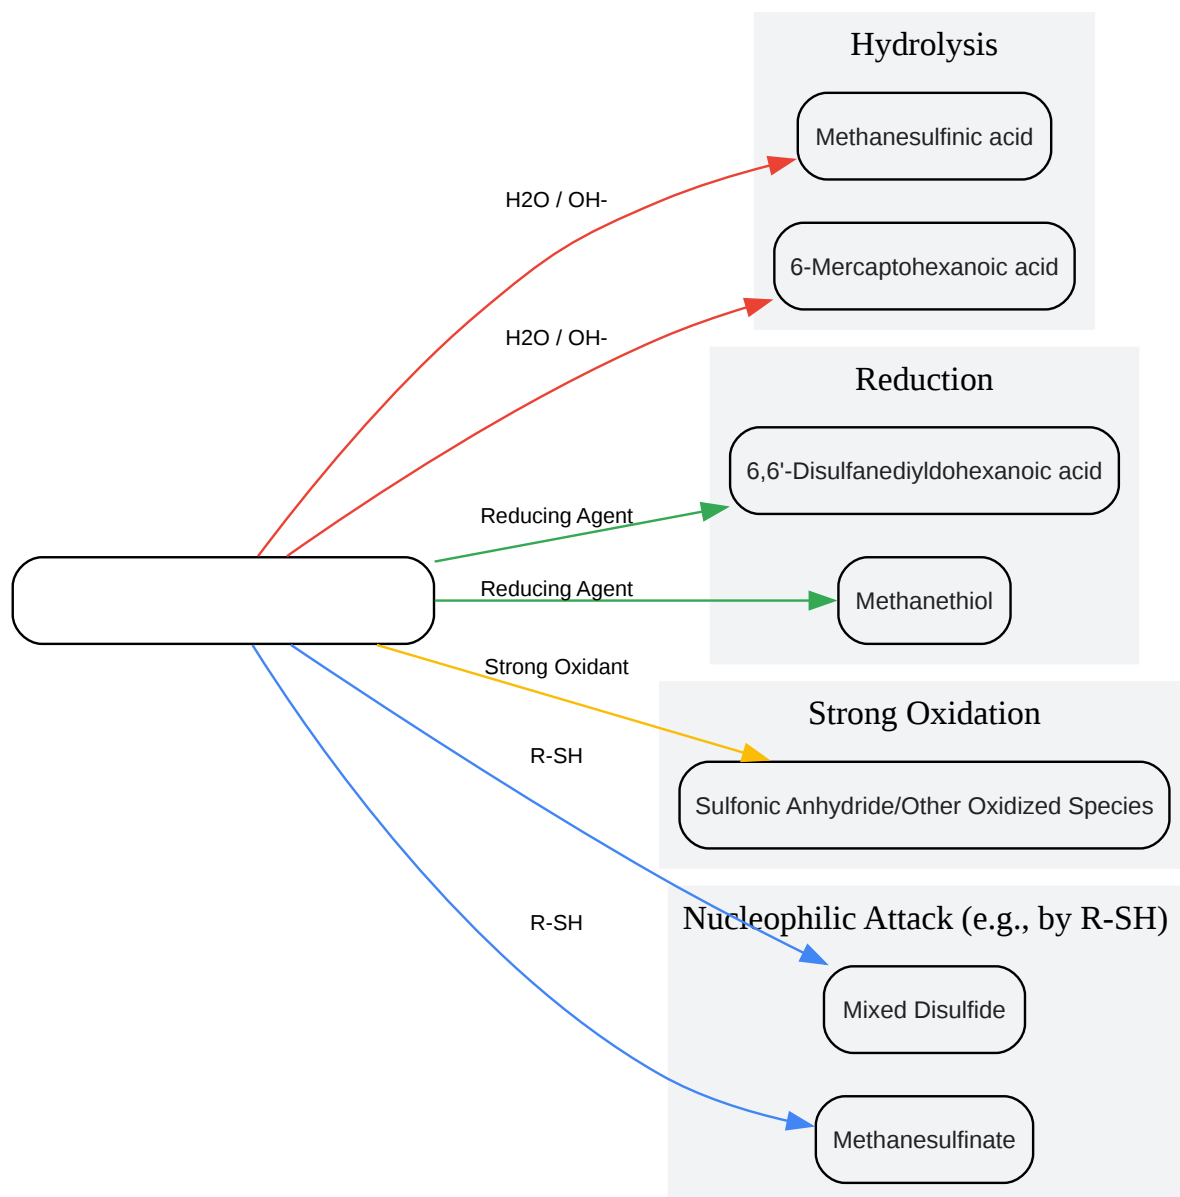 Hydrolysis
Methanesulfinic acid
H2O / OH-
6-Mercaptohexanoic acid
H2O / OH-
Reduction
6,6'-Disulfanediyldohexanoic acid
Reducing Agent
Reducing Agent
Methanethiol
Strong Oxidant
Strong Oxidation
R-SH
Sulfonic Anhydride/Other Oxidized Species
R-SH
Nucleophilic Attack (e.g., by R-SH)
Mixed Disulfide
Methanesulfinate